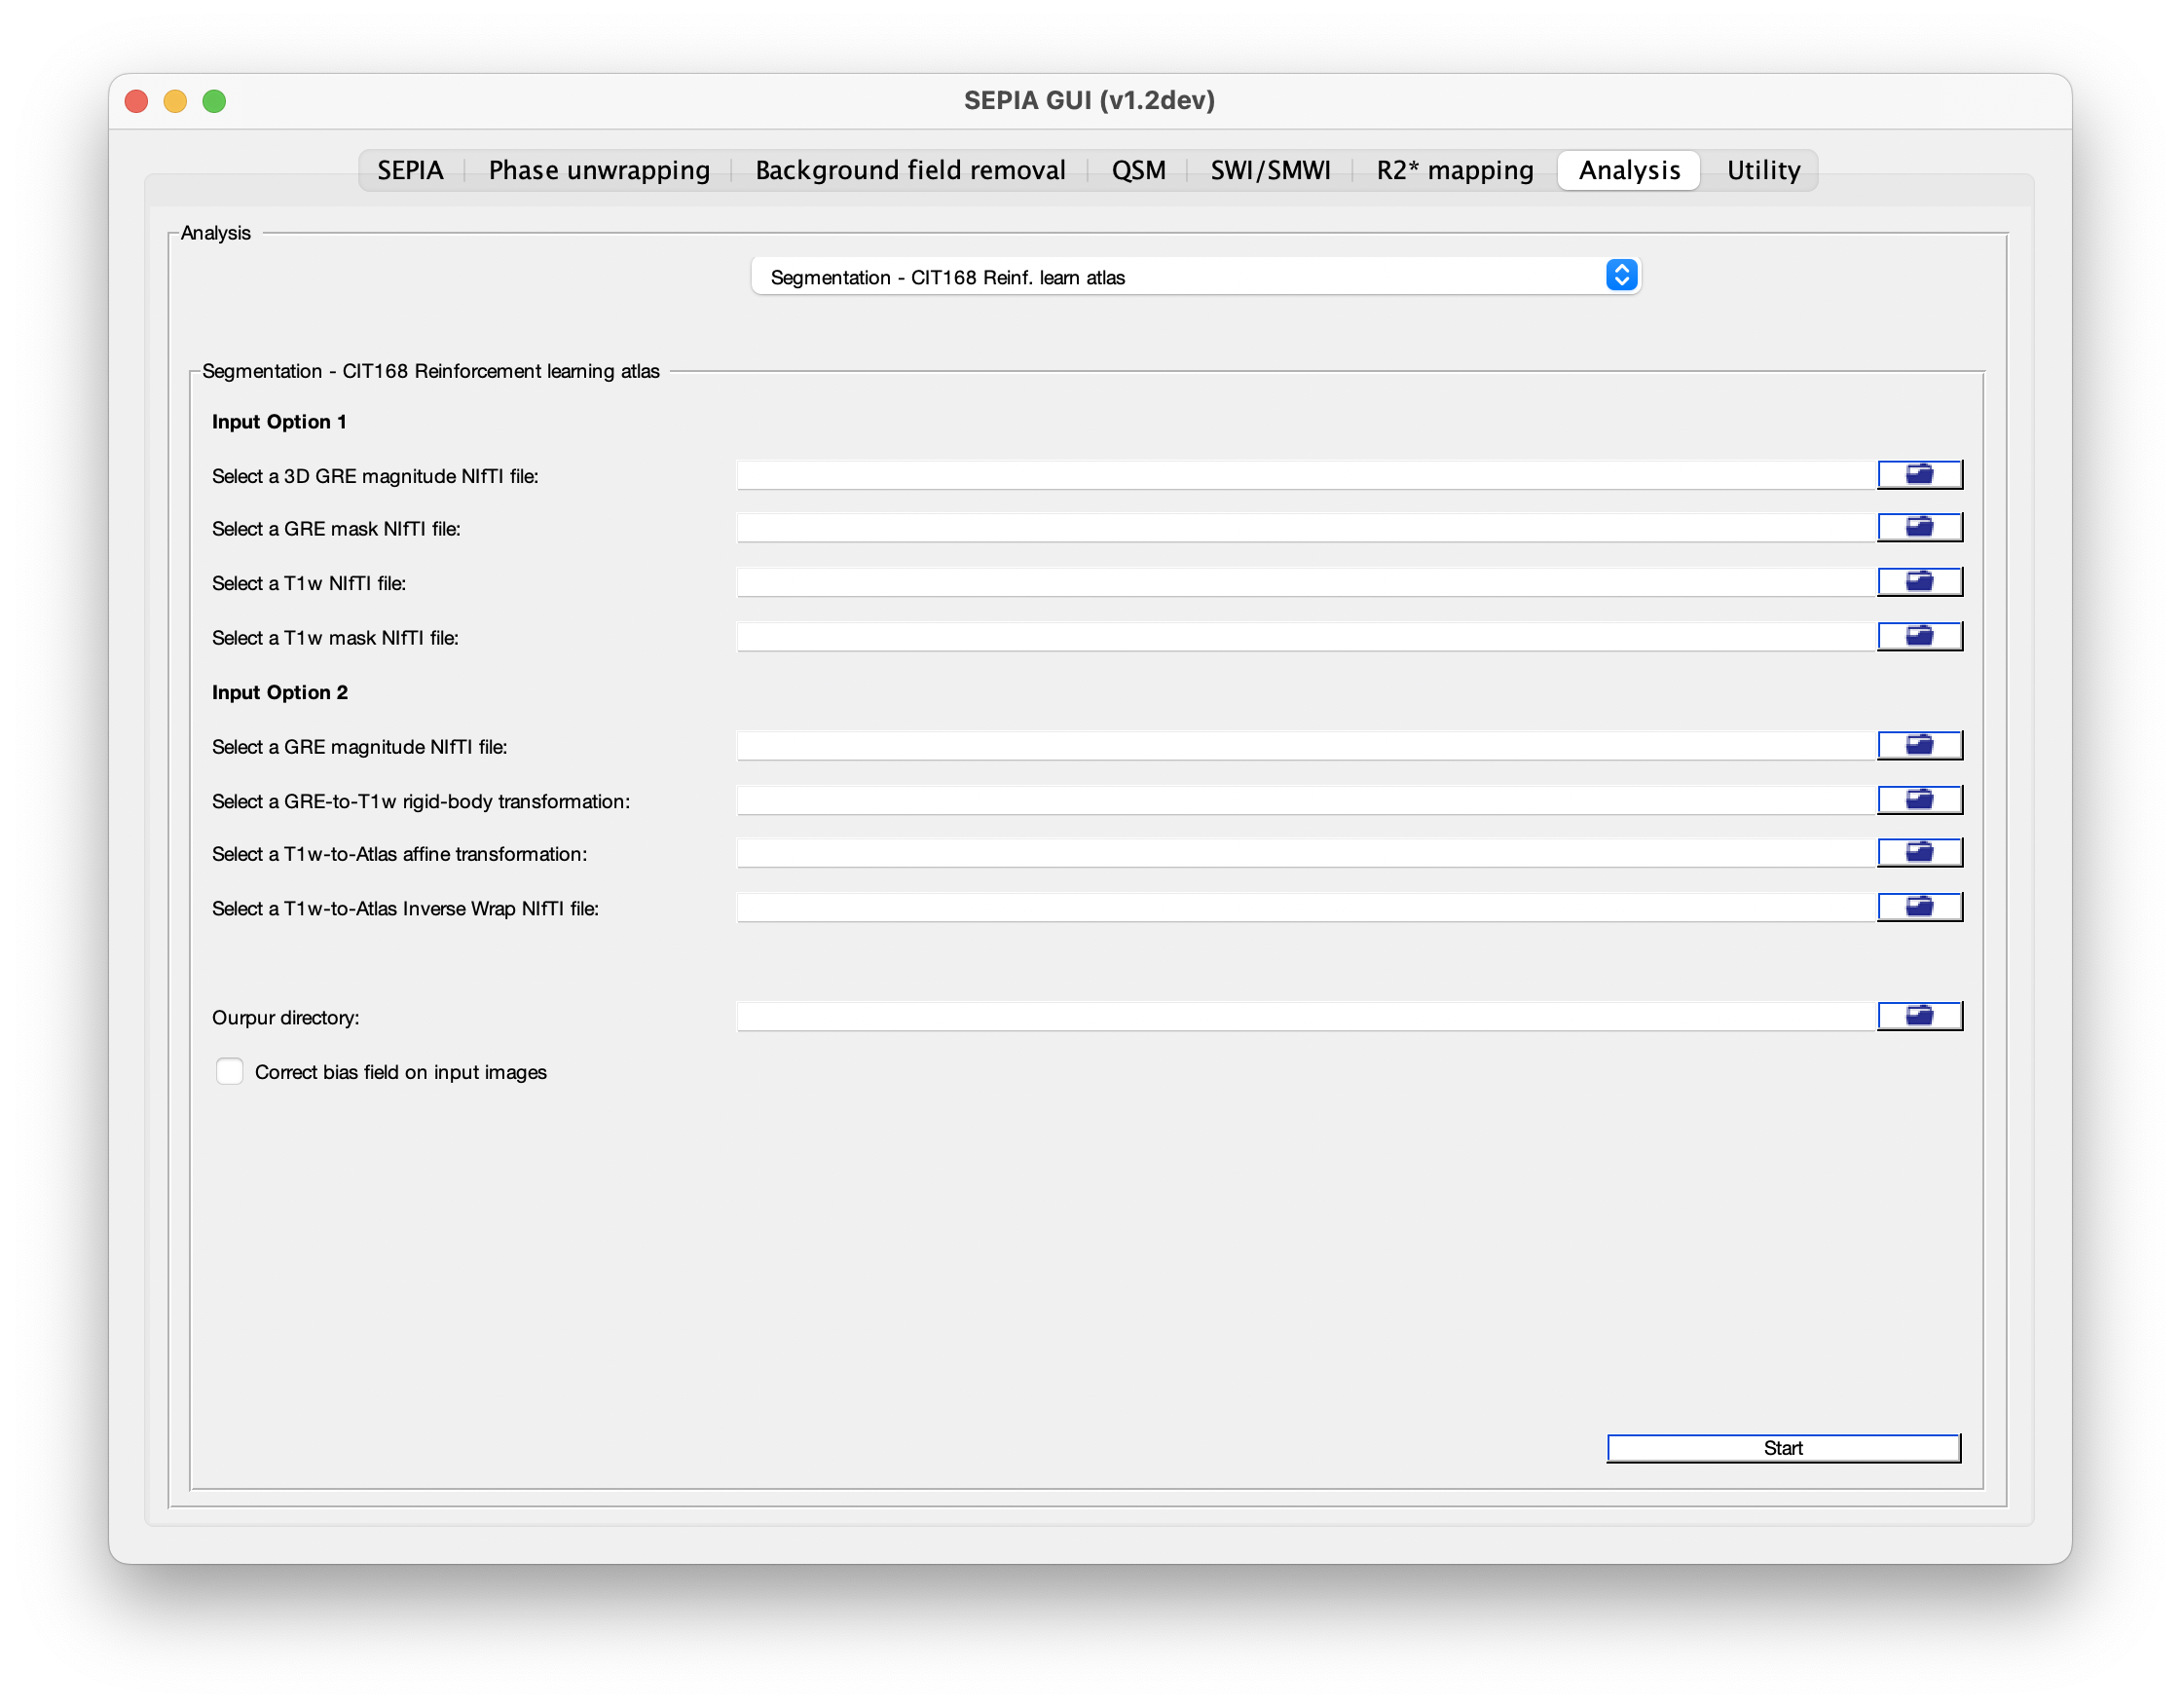 SEPIA GUI (v1.2dev)
SEPIA Phase unwrapping Background field removal QSM SWI/SMWI R2* mapping Analysis Utility
Analysis
Segmentation - CIT168 Reinf. learn atlas
Segmentation - CIT168 Reinforcement learning atlas
Input Option 1
Select a 3D GRE magnitude NIfTI file:
Select a GRE mask NIfTI file:
Select a T1w NIfTI file:
Select a T1w mask NIfTI file:
Input Option 2
Select a GRE magnitude NIfTI file:
Select a GRE-to-T1w rigid-body transformation:
Select a T1w-to-Atlas affine transformation:
Select a T1w-to-Atlas Inverse Wrap NIfTI file:
Ourpur directory:
Correct bias field on input images
Start